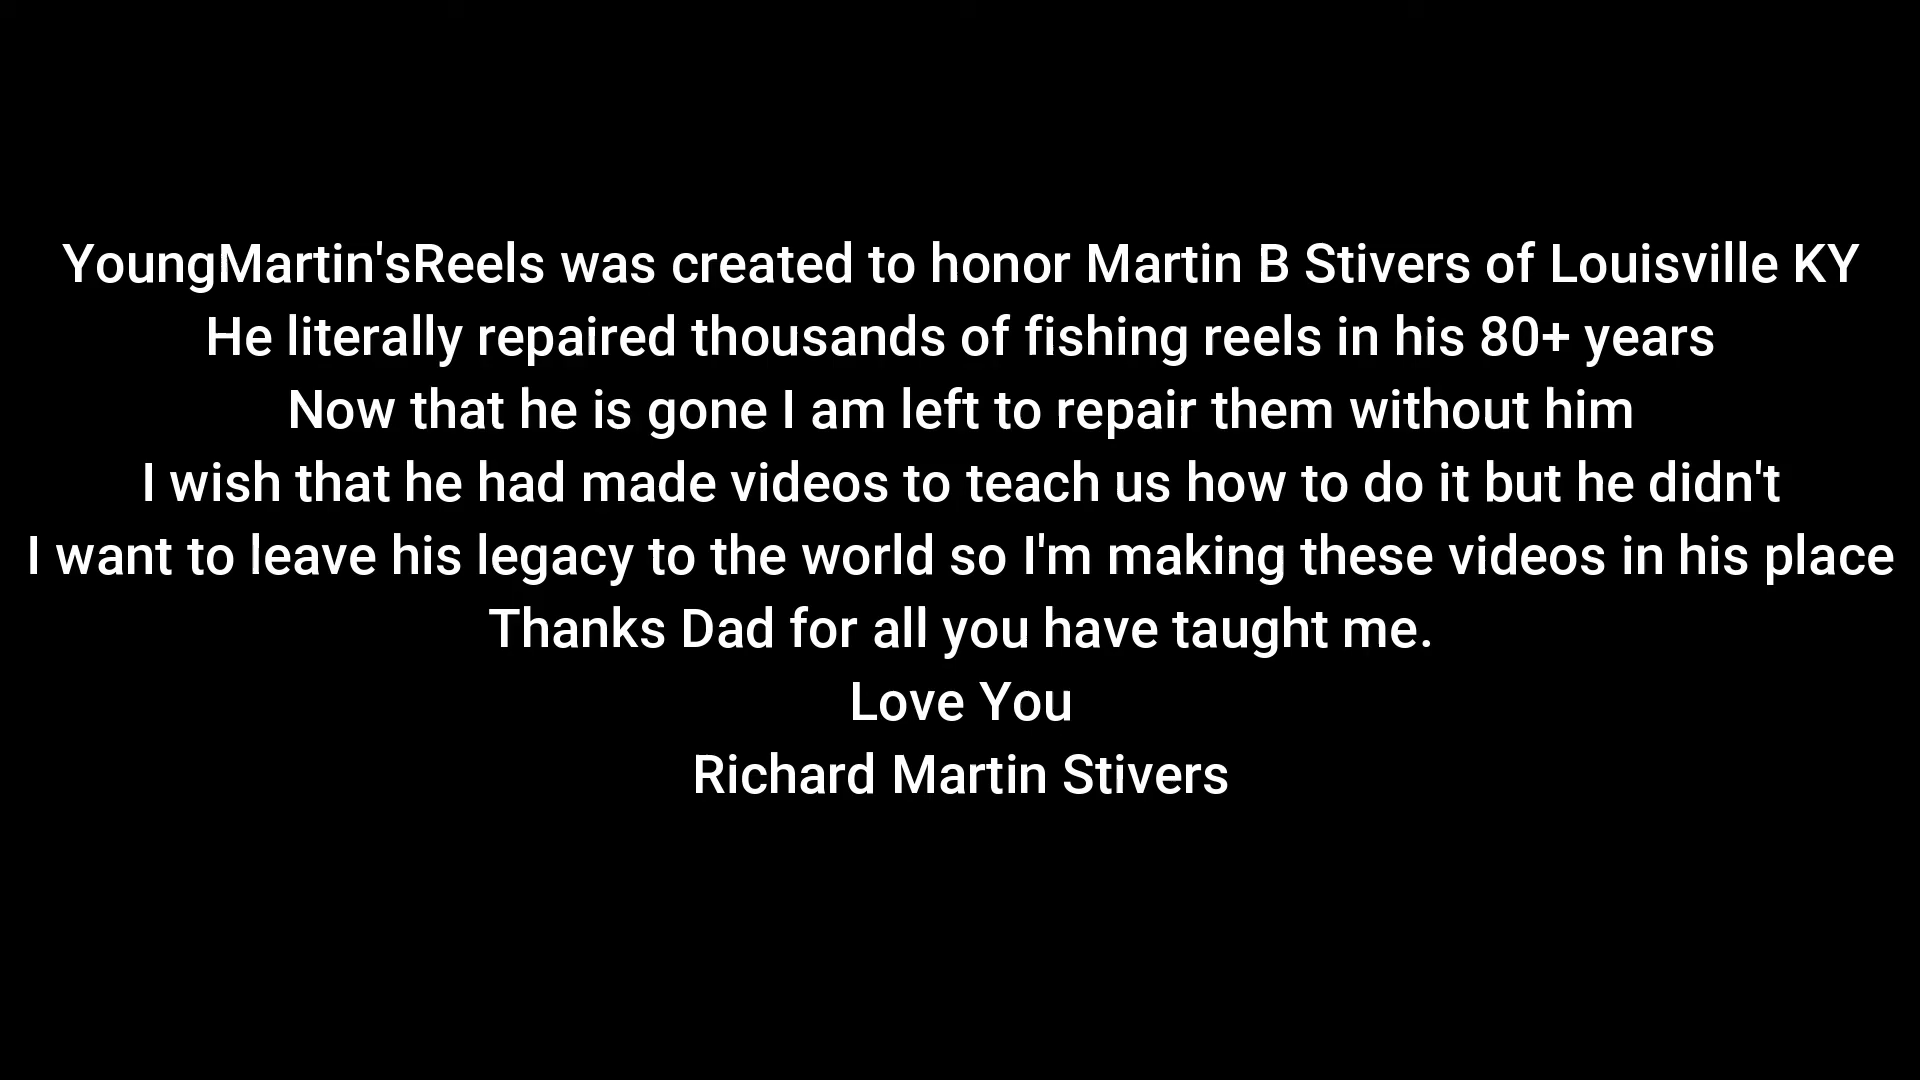 YoungMartin'sReels was created to honor Martin B Stivers of Louisville KY
He literally repaired thousands of fishing reels in his 80+ years
Now that he is gone I am left to repair them without him
I wish that he had made videos to teach us how to do it but he didn't
I want to leave his legacy to the world so I'm making these videos in his place
Thanks Dad for all you have taught me.
Love You
Richard Martin Stivers